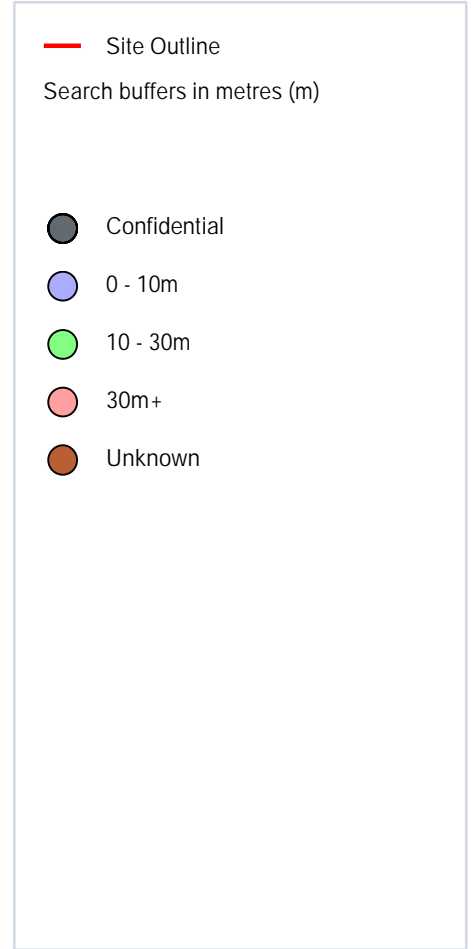 Site Outline
Search buffers in metres (m)
Confidential
0 - 10m
10 - 30m
30m+
Unknown